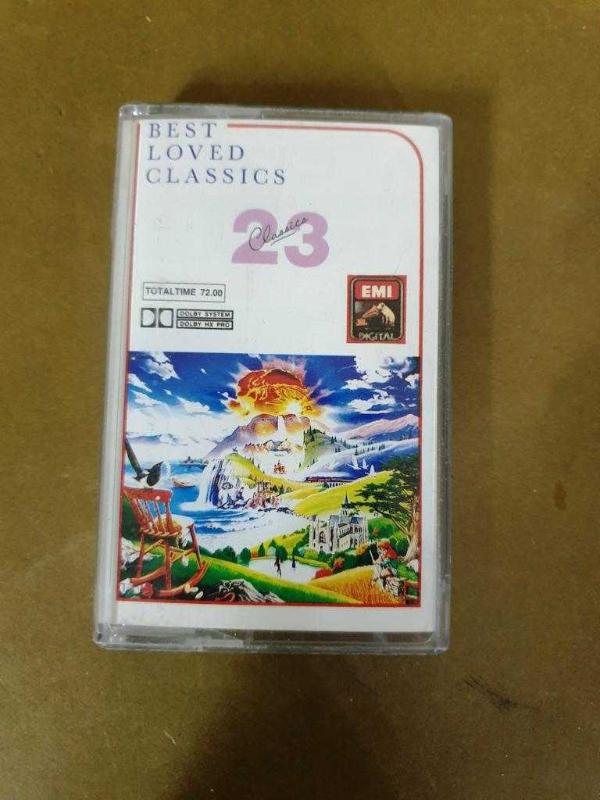 BEST
LOVED
CLASSICS
23
Classics
TOTALTIME 72.00
DOLBY SYSTEM
DOLBY HX PRO
EMI
DIGITAL